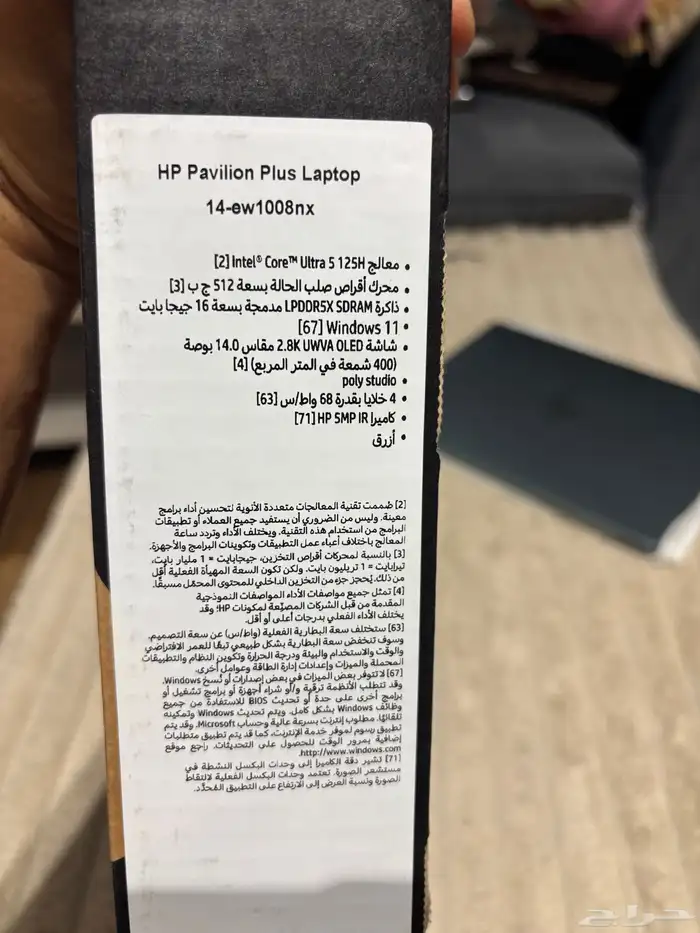 HP Pavilion Plus Laptop
14-ew1008nx
• معالج Intel® Core™ Ultra 5 125H [2]
• محرك أقراص صلب الحالة بسعة 512 ج ب [3]
• ذاكرة LPDDR5X SDRAM مدمجة بسعة 16 جيجا بايت
• Windows 11 [67]
• شاشة 2.8K UWVA OLED مقاس 14.0 بوصة
(400 شمعة في المتر المربع) [4]
• poly studio
• 4 خلايا بقدرة 68 واط/س [63]
• كاميرا HP 5MP IR [71]
• أزرق
[2] صُممت تقنية المعالجات متعددة الأنوية لتحسين أداء برامج
معينة. وليس من الضروري أن يستفيد جميع العملاء أو تطبيقات
البرامج من استخدام هذه التقنية. ويختلف الأداء وتردد ساعة
المعالج باختلاف أعباء عمل التطبيقات وتكوينات البرامج والأجهزة.
[3] بالنسبة لمحركات أقراص التخزين، جيجابايت = 1 مليار بايت.
تيرابايت = 1 تريليون بايت. ولكن تكون السعة المهيأة الفعلية أقل
من ذلك. يُحجز جزء من التخزين الداخلي للمحتوى المحمّل مسبقًا.
[4] تمثل جميع مواصفات الأداء المواصفات النموذجية
المقدمة من قبل الشركات المصنِّعة لمكونات HP؛ وقد
يختلف الأداء الفعلي بدرجات أعلى أو أقل.
[63] ستختلف سعة البطارية الفعلية (واط/س) عن سعة التصميم.
وسوف تنخفض سعة البطارية بشكل طبيعي تبعًا للعمر الافتراضي
والوقت والاستخدام والبيئة ودرجة الحرارة وتكوين النظام والتطبيقات
المحملة والميزات وإعدادات إدارة الطاقة وعوامل أخرى.
[67] لا تتوفر بعض الميزات في بعض إصدارات أو نُسخ Windows.
وقد تتطلب الأنظمة ترقية و/أو شراء أجهزة أو برامج تشغيل أو
برامج أخرى على حدة أو تحديث BIOS للاستفادة من جميع
وظائف Windows بشكل كامل. ويتم تحديث Windows وتمكينه
تلقائيًا. مطلوب إنترنت بسرعة عالية وحساب Microsoft. وقد يتم
تطبيق رسوم لموفر خدمة الإنترنت، كما قد يتم تطبيق متطلبات
إضافية بمرور الوقت للحصول على التحديثات. راجع موقع
http://www.windows.com.
[71] تشير دقة الكاميرا إلى وحدات البكسل النشطة في
مستشعر الصورة. تعتمد وحدات البكسل الفعلية لالتقاط
الصورة ونسبة العرض إلى الارتفاع على التطبيق المُحدَّد.
حراج